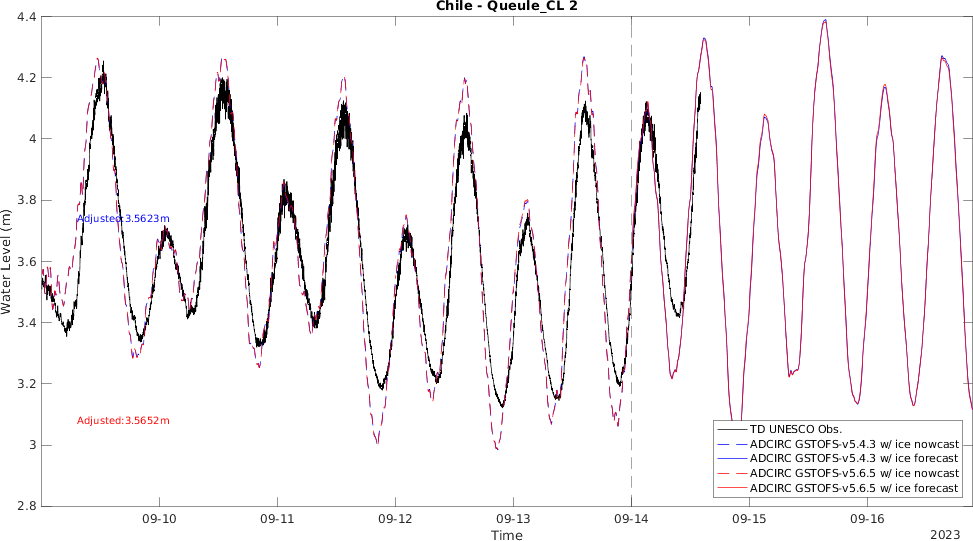 Chile - Queule_CL 2
4.4
4.2
4
3.8
3.6
3.4
3.2
3
2.8
Water Level (m)
Adjusted:3.5623m
Adjusted:3.5652m
TD UNESCO Obs.
ADCIRC GSTOFS-v5.4.3 w/ ice nowcast
ADCIRC GSTOFS-v5.4.3 w/ ice forecast
ADCIRC GSTOFS-v5.6.5 w/ ice nowcast
ADCIRC GSTOFS-v5.6.5 w/ ice forecast
09-10 09-11 09-12 09-13 09-14 09-15 09-16
Time
2023